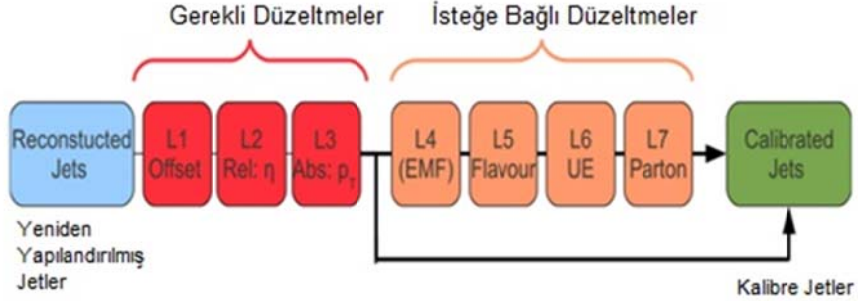 Gerekli Düzeltmeler
İsteğe Bağlı Düzeltmeler
Reconstucted
Jets
L1
Offset
L2
Rel: η
L3
Abs: pT
L4
(EMF)
L5
Flavour
L6
UE
L7
Parton
Calibrated
Jets
Yeniden
Yapılandırılmış
Jetler
Kalibre Jetler